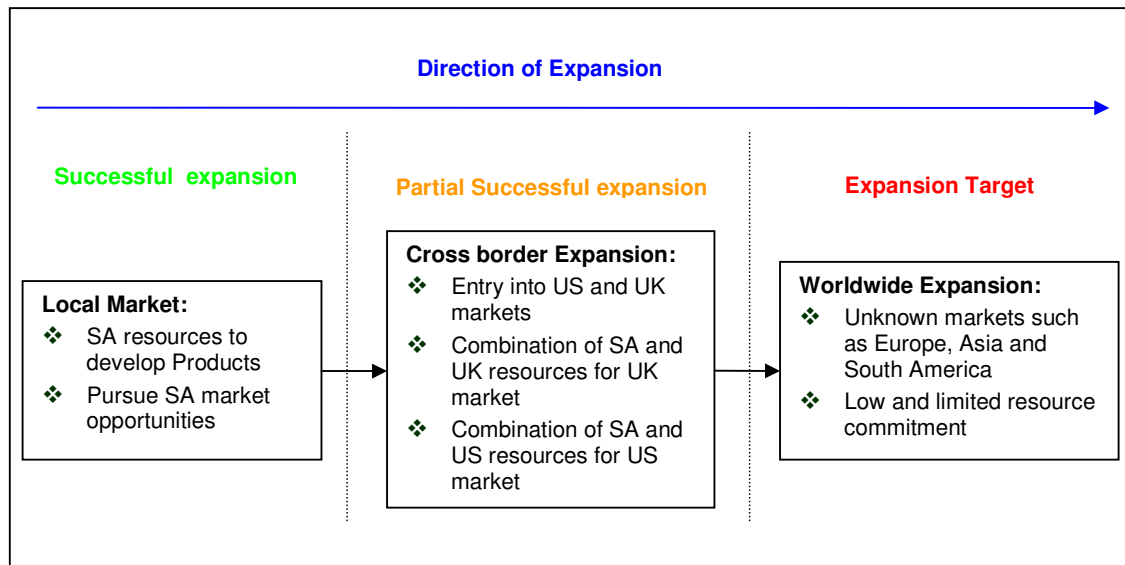 Direction of Expansion
Successful expansion
Partial Successful expansion
Expansion Target
Local Market:
❖ SA resources to
develop Products
❖ Pursue SA market
opportunities
Cross border Expansion:
❖ Entry into US and UK
markets
❖ Combination of SA and
UK resources for UK
market
❖ Combination of SA and
US resources for US
market
Worldwide Expansion:
❖ Unknown markets such
as Europe, Asia and
South America
❖ Low and limited resource
commitment